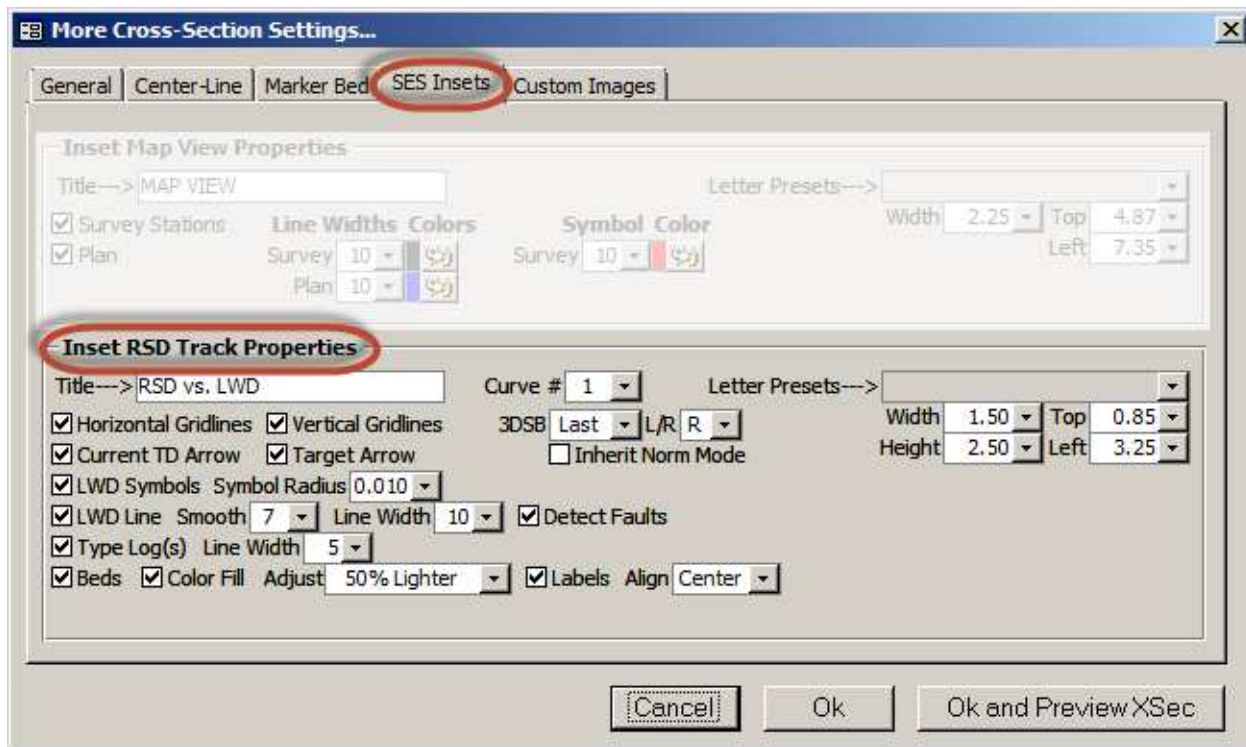 More Cross-Section Settings...
General Center-Line Marker Bed SES Insets Custom Images
Inset Map View Properties
Title---> MAP VIEW Letter Presets--->
Survey Stations Line Widths Colors Symbol Color Width 2.25 Top 4.87
Plan Survey 10 Survey 10 Left 7.35
Plan 10
Inset RSD Track Properties
Title---> RSD vs. LWD Curve # 1 Letter Presets--->
Horizontal Gridlines Vertical Gridlines 3DSB Last L/R R Width 1.50 Top 0.85
Current TD Arrow Target Arrow Inherit Norm Mode Height 2.50 Left 3.25
LWD Symbols Symbol Radius 0.010
LWD Line Smooth 7 Line Width 10 Detect Faults
Type Log(s) Line Width 5
Beds Color Fill Adjust 50% Lighter Labels Align Center
Cancel Ok Ok and Preview XSec